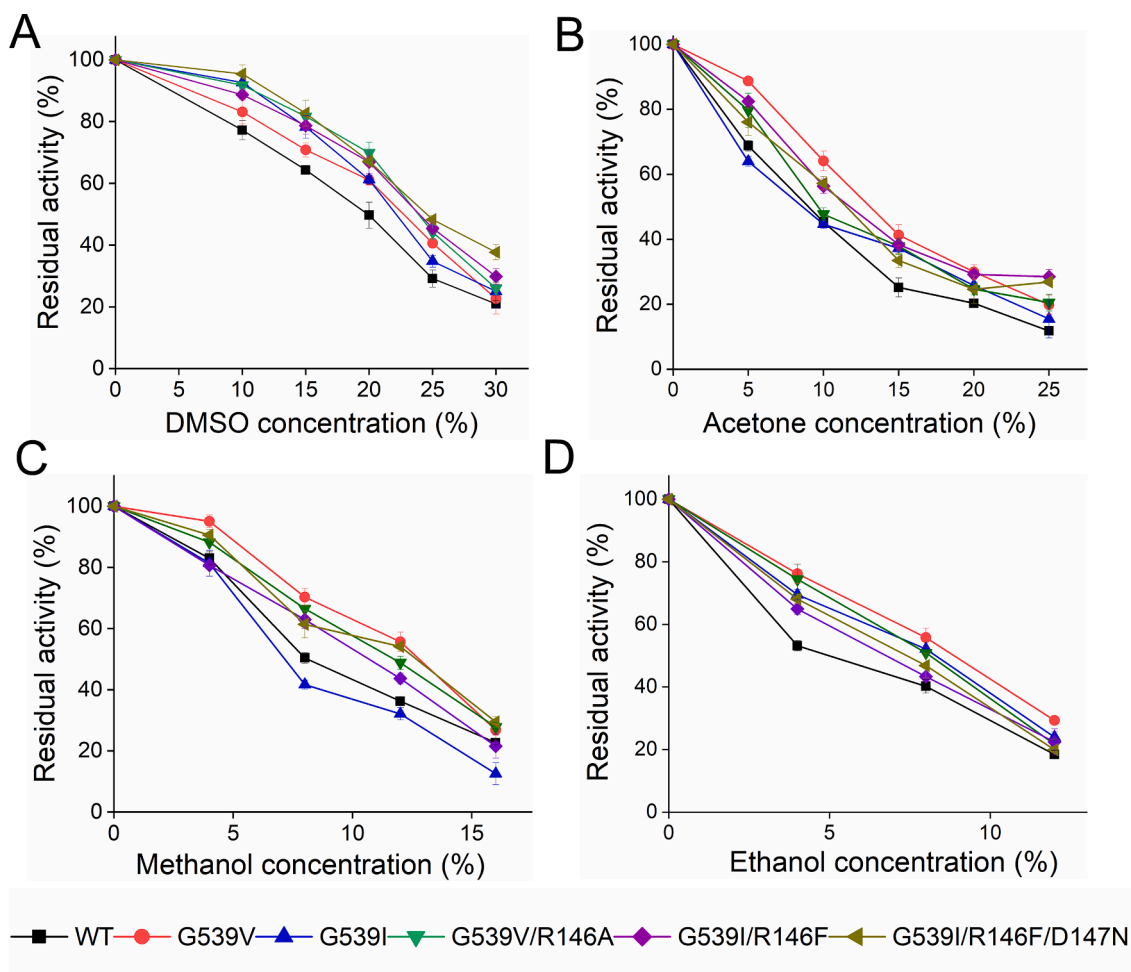 A
Residual activity (%)
100
80
60
40
20
0
0 5 10 15 20 25 30
DMSO concentration (%)
B
Residual activity (%)
100
80
60
40
20
0
0 5 10 15 20 25
Acetone concentration (%)
C
Residual activity (%)
100
80
60
40
20
0
0 5 10 15
Methanol concentration (%)
D
Residual activity (%)
100
80
60
40
20
0
0 5 10
Ethanol concentration (%)
WT G539V G539I G539V/R146A G539I/R146F G539I/R146F/D147N